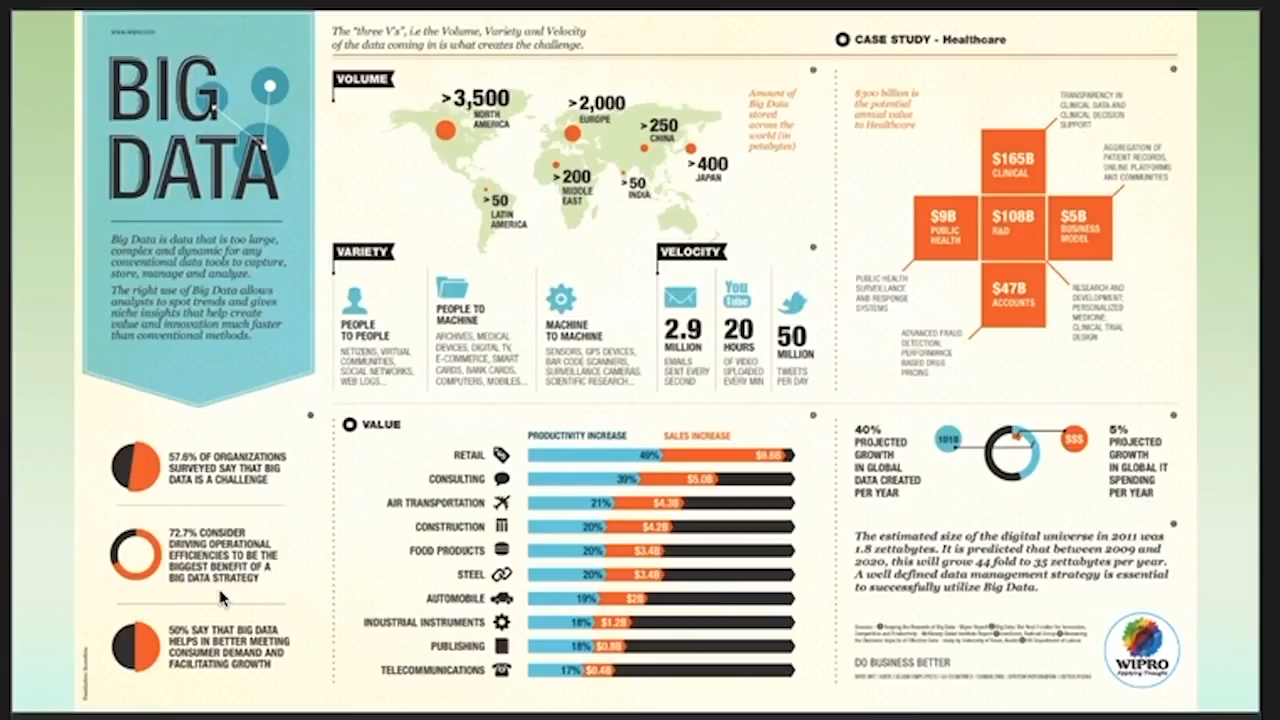 www.wipro.com
BIG
DATA
Big Data is data that is too large,
complex and dynamic for any
conventional data tools to capture,
store, manage and analyze.
The right use of Big Data allows
analysts to spot trends and gives
niche insights that help create
value and innovation much faster
than conventional methods.
57.6% OF ORGANIZATIONS
SURVEYED SAY THAT BIG
DATA IS A CHALLENGE
72.7% CONSIDER
DRIVING OPERATIONAL
EFFICIENCIES TO BE THE
BIGGEST BENEFIT OF A
BIG DATA STRATEGY
50% SAY THAT BIG DATA
HELPS IN BETTER MEETING
CONSUMER DEMAND AND
FACILITATING GROWTH
The "three V's", i.e the Volume, Variety and Velocity
of the data coming in is what creates the challenge.
VOLUME
>3,500
NORTH
AMERICA
>2,000
EUROPE
>250
CHINA
>400
JAPAN
>200
MIDDLE
EAST
>50
INDIA
>50
LATIN
AMERICA
Amount of
Big Data
stored
across the
world (in
petabytes)
VARIETY
PEOPLE
TO PEOPLE
NETIZENS, VIRTUAL
COMMUNITIES,
SOCIAL NETWORKS,
WEB LOGS...
PEOPLE TO
MACHINE
ARCHIVES, MEDICAL
DEVICES, DIGITAL TV,
E-COMMERCE, SMART
CARDS, BANK CARDS,
COMPUTERS, MOBILES...
MACHINE
TO MACHINE
SENSORS, GPS DEVICES,
BAR CODE SCANNERS,
SURVEILLANCE CAMERAS,
SCIENTIFIC RESEARCH...
VELOCITY
2.9
MILLION
EMAILS
SENT EVERY
SECOND
You
Tube
20
HOURS
OF VIDEO
UPLOADED
EVERY MIN
50
MILLION
TWEETS
PER DAY
VALUE
PRODUCTIVITY INCREASE SALES INCREASE
RETAIL 49% $9.6B
CONSULTING 39% $5.0B
AIR TRANSPORTATION 21% $4.3B
CONSTRUCTION 20% $4.2B
FOOD PRODUCTS 20% $3.4B
STEEL 20% $3.4B
AUTOMOBILE 19% $2B
INDUSTRIAL INSTRUMENTS 18% $1.2B
PUBLISHING 18% $0.8B
TELECOMMUNICATIONS 17% $0.4B
CASE STUDY - Healthcare
$300 billion is
the potential
annual value
to Healthcare
TRANSPARENCY IN
CLINICAL DATA AND
CLINICAL DECISION
SUPPORT
AGGREGATION OF
PATIENT RECORDS,
ONLINE PLATFORMS
AND COMMUNITIES
$165B
CLINICAL
$9B
PUBLIC
HEALTH
$108B
R&D
$5B
BUSINESS
MODEL
$47B
ACCOUNTS
PUBLIC HEALTH
SURVEILLANCE
AND RESPONSE
SYSTEMS
RESEARCH AND
DEVELOPMENT;
PERSONALIZED
MEDICINE;
CLINICAL TRIAL
DESIGN
ADVANCED FRAUD
DETECTION;
PERFORMANCE
BASED DRUG
PRICING
40%
PROJECTED
GROWTH
IN GLOBAL
DATA CREATED
PER YEAR
$$$
5%
PROJECTED
GROWTH
IN GLOBAL IT
SPENDING
PER YEAR
The estimated size of the digital universe in 2011 was
1.8 zettabytes. It is predicted that between 2009 and
2020, this will grow 44 fold to 35 zettabytes per year.
A well defined data management strategy is essential
to successfully utilize Big Data.
DO BUSINESS BETTER
WIPRO
Applying Thought